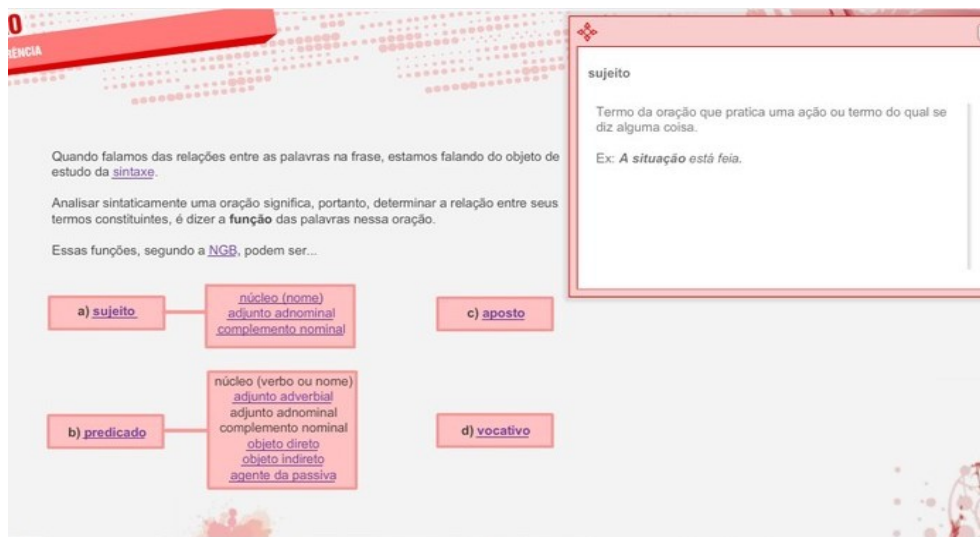 Quando falamos das relações entre as palavras na frase, estamos falando do objeto de
estudo da sintaxe.
Analisar sintaticamente uma oração significa, portanto, determinar a relação entre seus
termos constituintes, é dizer a função das palavras nessa oração.
Essas funções, segundo a NGB, podem ser...
a) sujeito
núcleo (nome)
adjunto adnominal
complemento nominal
c) aposto
b) predicado
núcleo (verbo ou nome)
adjunto adverbial
adjunto adnominal
complemento nominal
objeto direto
objeto indireto
agente da passiva
d) vocativo
sujeito
Termo da oração que pratica uma ação ou termo do qual se
diz alguma coisa.
Ex: A situação está feia.